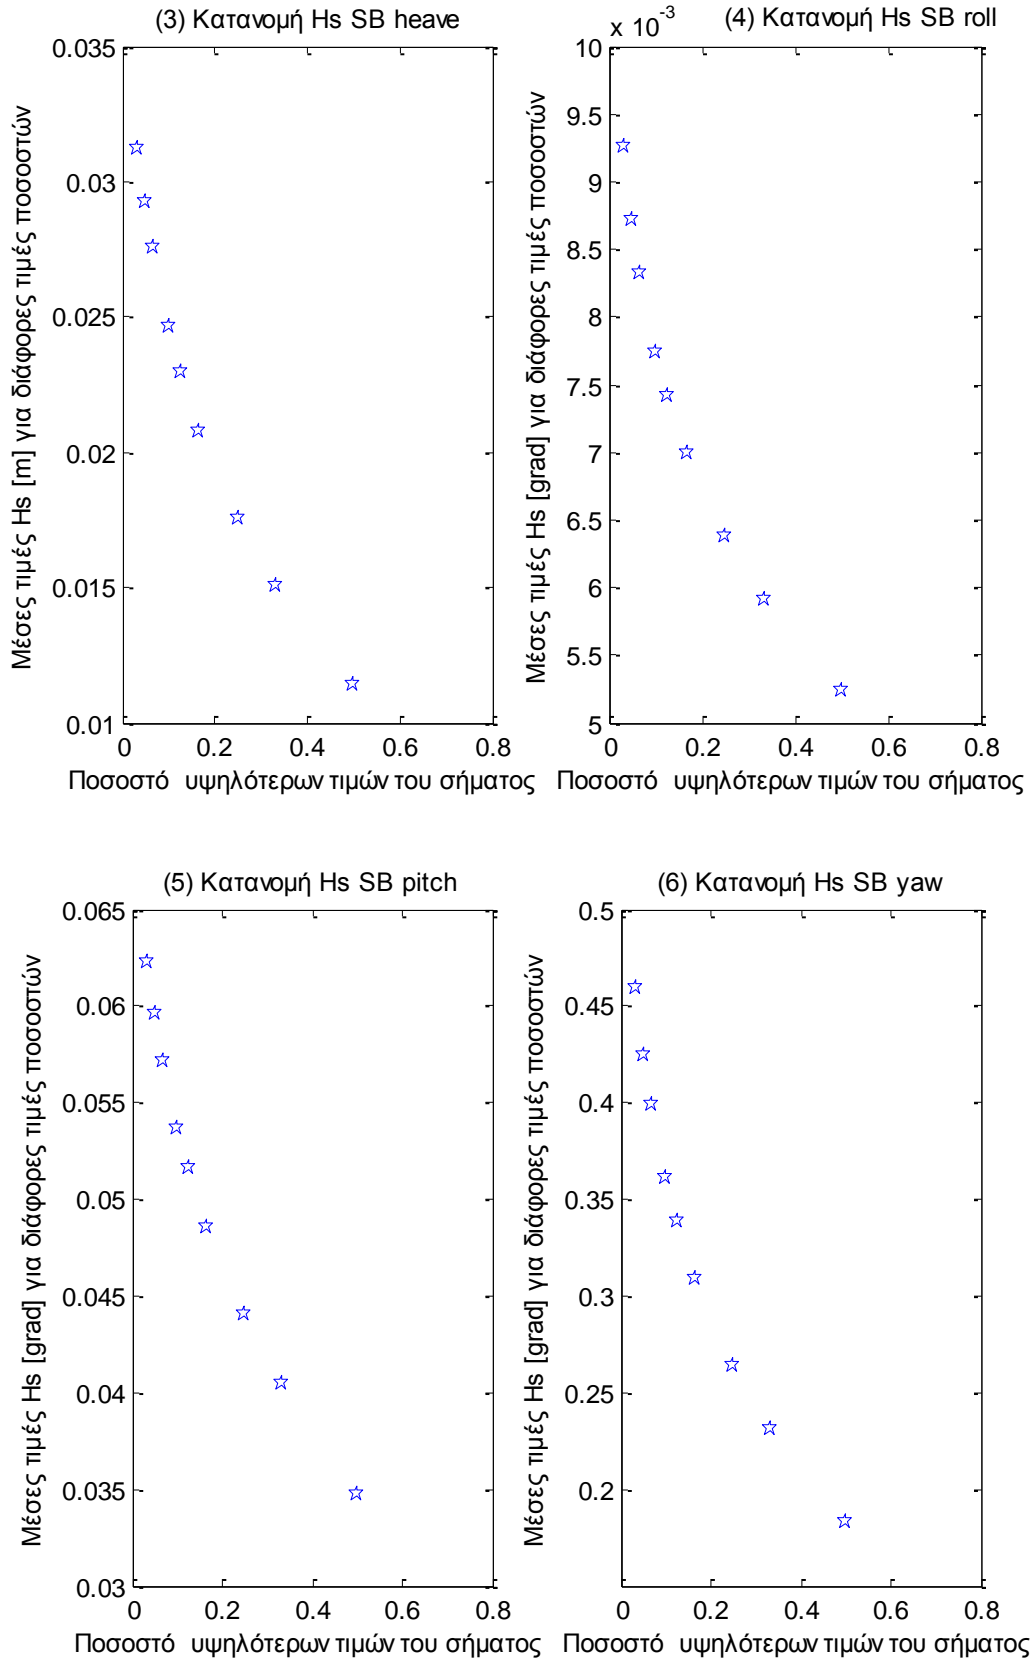 (3) Κατανομή Hs SB heave
Μέσες τιμές Hs [m] για διάφορες τιμές ποσοστών
0.035
0.03
0.025
0.02
0.015
0.01
0 0.2 0.4 0.6 0.8
Ποσοστό υψηλότερων τιμών του σήματος
(4) Κατανομή Hs SB roll
x 10^-3
Μέσες τιμές Hs [grad] για διάφορες τιμές ποσοστών
10
9.5
9
8.5
8
7.5
7
6.5
6
5.5
5
0 0.2 0.4 0.6 0.8
Ποσοστό υψηλότερων τιμών του σήματος
(5) Κατανομή Hs SB pitch
Μέσες τιμές Hs [grad] για διάφορες τιμές ποσοστών
0.065
0.06
0.055
0.05
0.045
0.04
0.035
0.03
0 0.2 0.4 0.6 0.8
Ποσοστό υψηλότερων τιμών του σήματος
(6) Κατανομή Hs SB yaw
Μέσες τιμές Hs [grad] για διάφορες τιμές ποσοστών
0.5
0.45
0.4
0.35
0.3
0.25
0.2
0 0.2 0.4 0.6 0.8
Ποσοστό υψηλότερων τιμών του σήματος